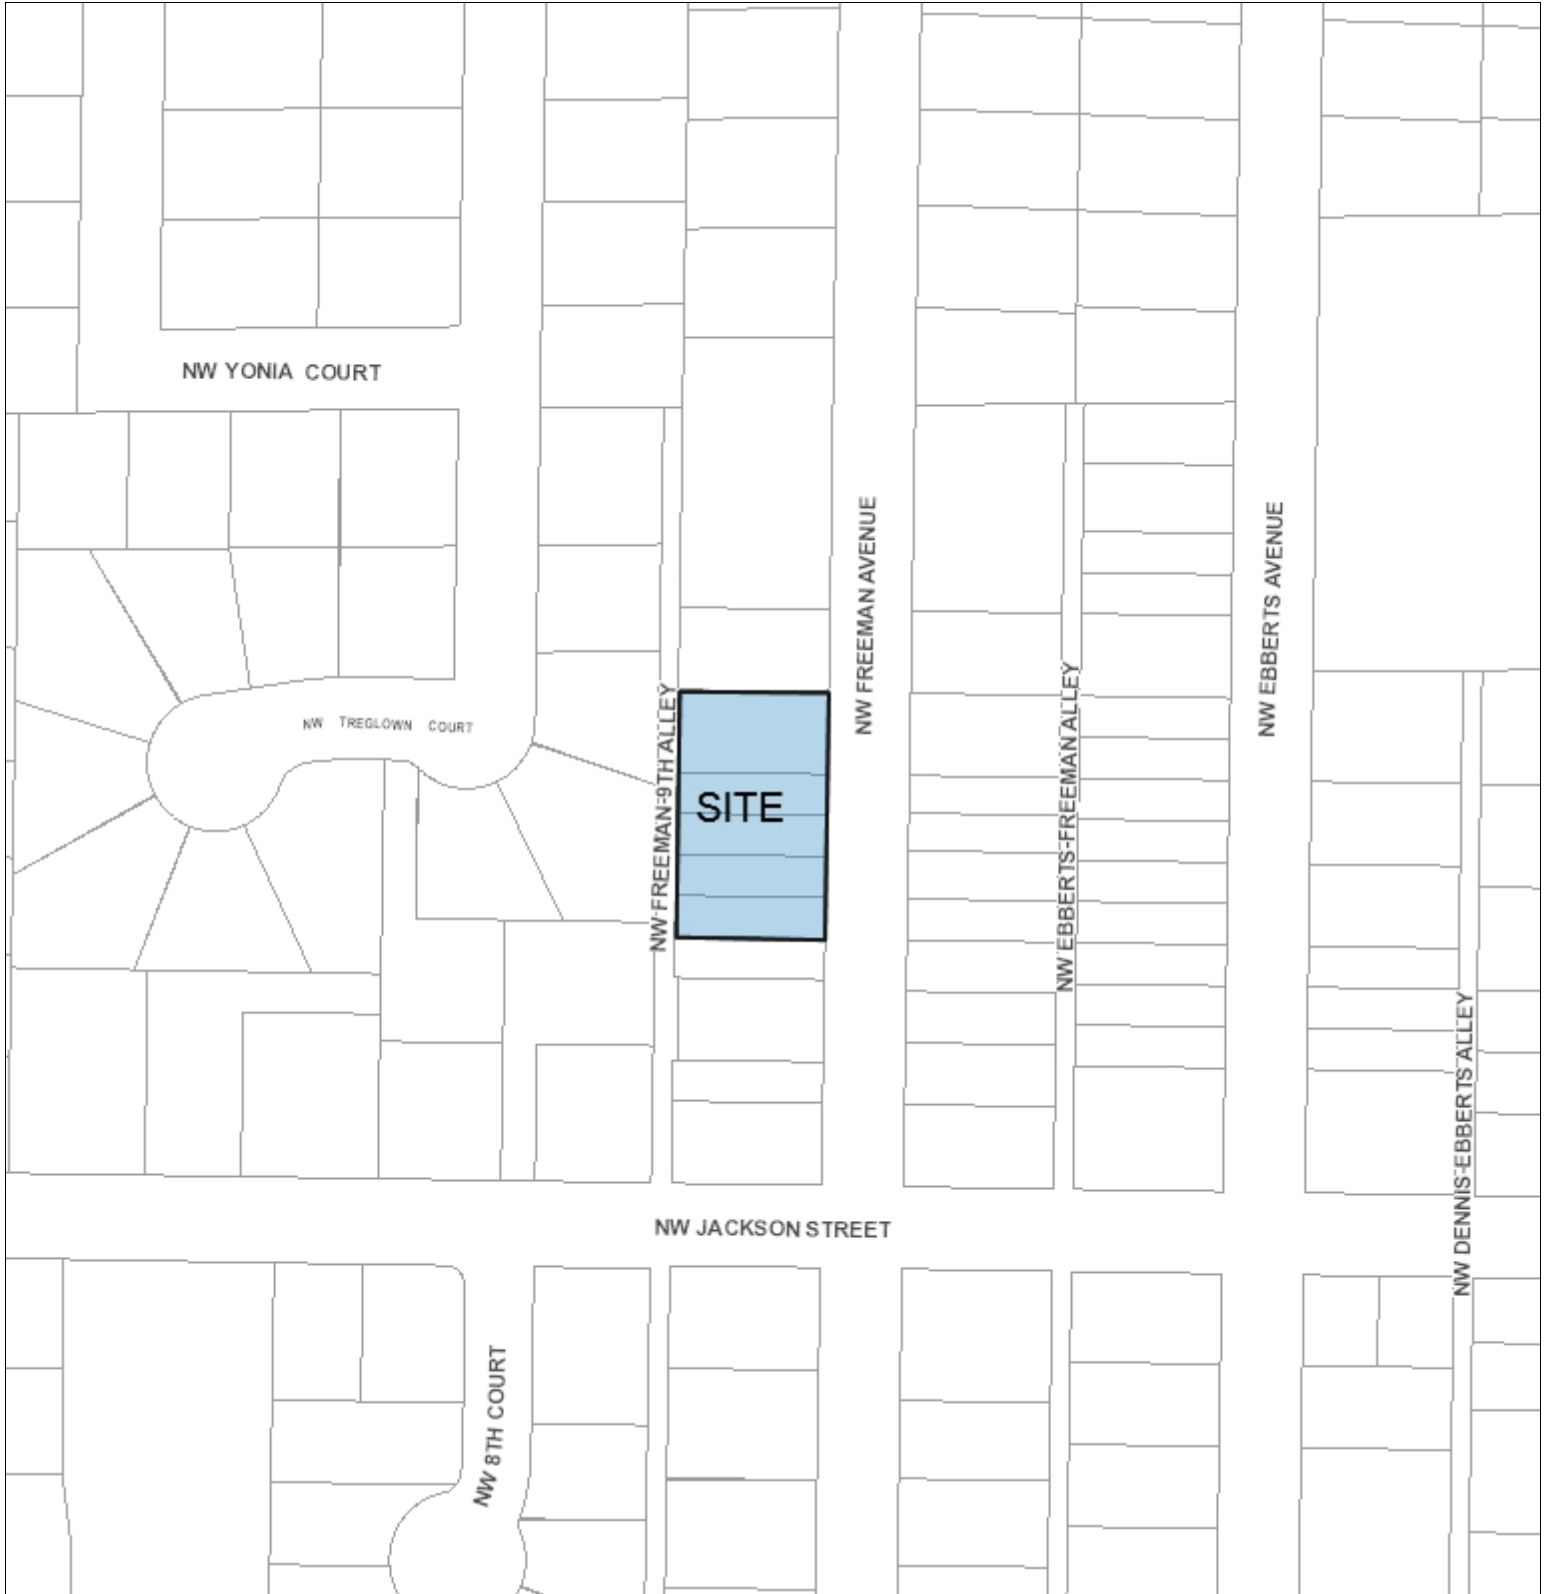 NW YONIA COURT
NW FREEMAN AVENUE
NW EBBERTS AVENUE
NW TREGLOWN COURT
NW FREEMAN-9TH ALLEY
SITE
NW EBBERTS-FREEMAN ALLEY
NW DENNIS-EBBERTS ALLEY
NW JACKSON STREET
NW 8TH COURT